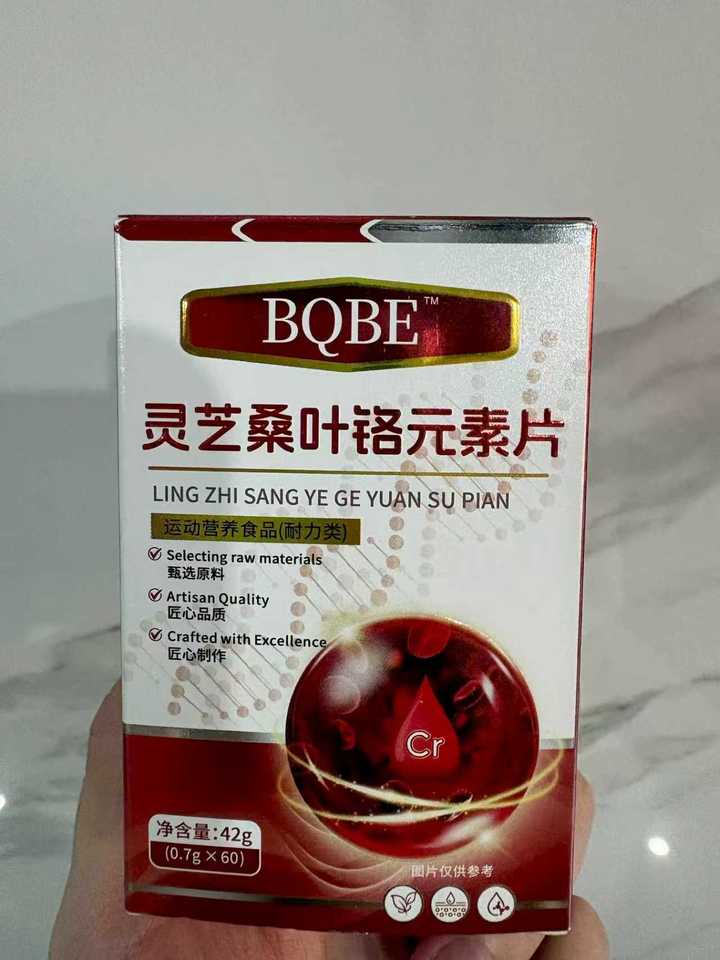 BQBE™
灵芝桑叶铬元素片
LING ZHI SANG YE GE YUAN SU PIAN
运动营养食品(耐力类)
Selecting raw materials
甄选原料
Artisan Quality
匠心品质
Crafted with Excellence
匠心制作
Cr
净含量:42g
(0.7g×60)
图片仅供参考